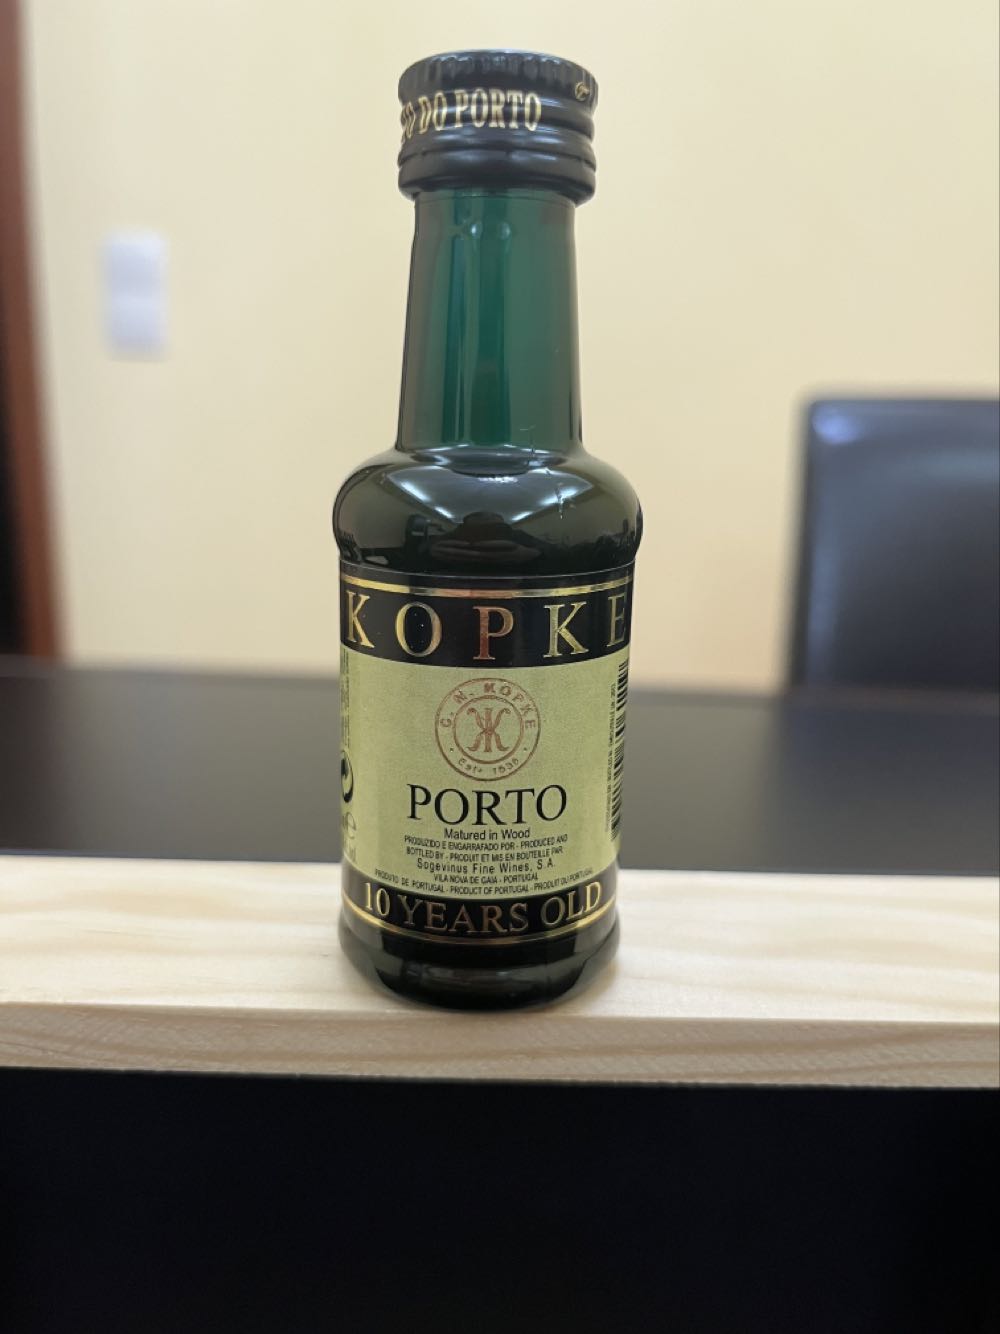 DO PORTO
KOPKE
C. N. KOPKE
Est. 1638
PORTO
Matured in Wood
PRODUZIDO E ENGARRAFADO POR - PRODUCED AND
BOTTLED BY - PRODUIT ET MIS EN BOUTEILLE PAR
Sogevinus Fine Wines, S.A.
VILA NOVA DE GAIA - PORTUGAL
PRODUTO DE PORTUGAL - PRODUCT OF PORTUGAL - PRODUIT DU PORTUGAL
10 YEARS OLD